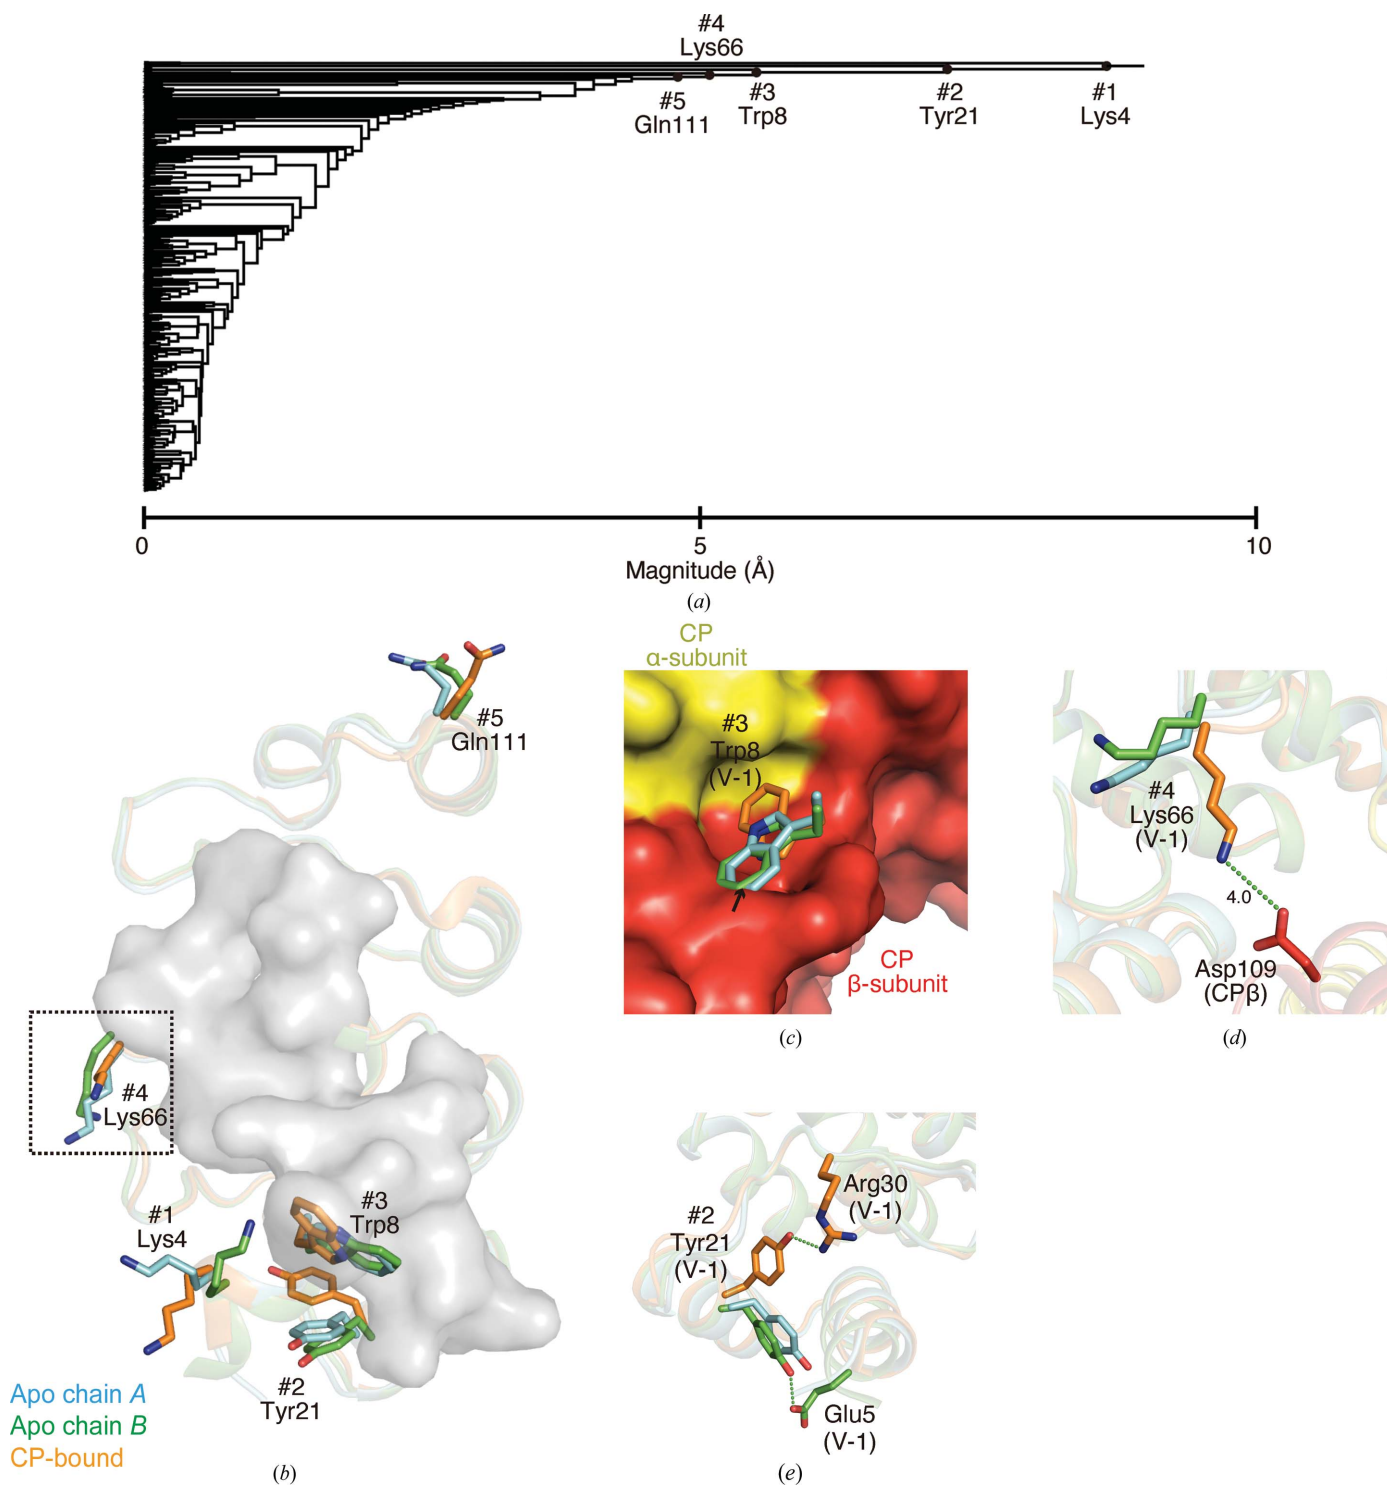 #4
Lys66
#5
Gln111
#3
Trp8
#2
Tyr21
#1
Lys4
0
5
10
Magnitude (Å)
(a)
#5
Gln111
#4
Lys66
#1
Lys4
#3
Trp8
#2
Tyr21
Apo chain A
Apo chain B
CP-bound
(b)
CP
α-subunit
#3
Trp8
(V-1)
CP
β-subunit
(c)
#4
Lys66
(V-1)
4.0
Asp109
(CPβ)
(d)
#2
Tyr21
(V-1)
Arg30
(V-1)
Glu5
(V-1)
(e)